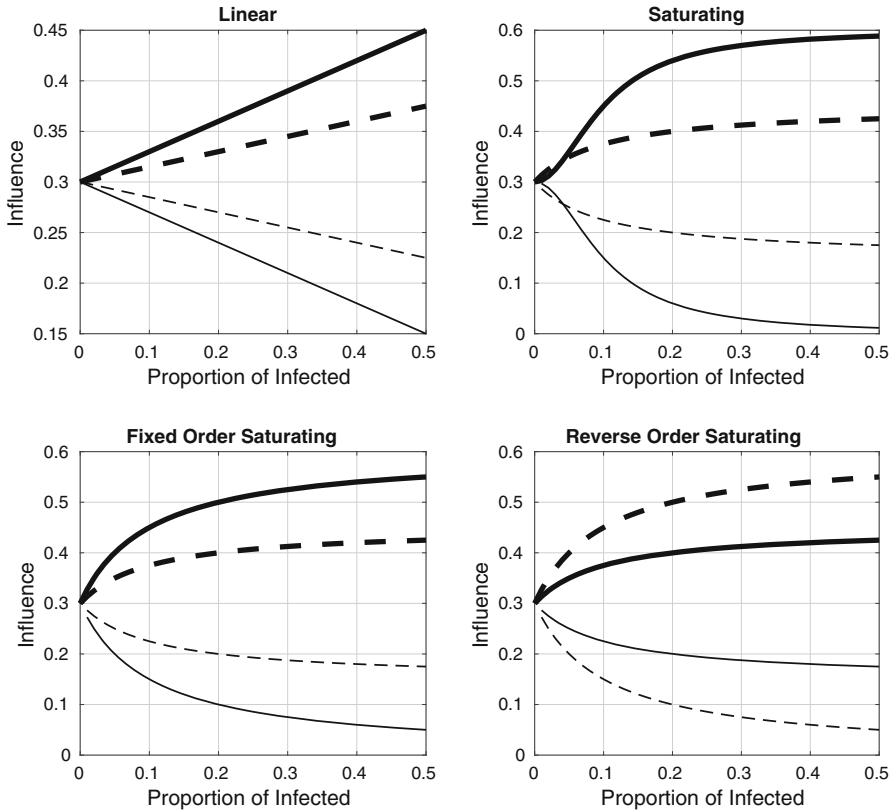 Linear
0.45
0.4
0.35
0.3
0.25
0.2
0.15
Influence
0 0.1 0.2 0.3 0.4 0.5
Proportion of Infected
Saturating
0.6
0.5
0.4
0.3
0.2
0.1
0
Influence
0 0.1 0.2 0.3 0.4 0.5
Proportion of Infected
Fixed Order Saturating
0.6
0.5
0.4
0.3
0.2
0.1
0
Influence
0 0.1 0.2 0.3 0.4 0.5
Proportion of Infected
Reverse Order Saturating
0.6
0.5
0.4
0.3
0.2
0.1
0
Influence
0 0.1 0.2 0.3 0.4 0.5
Proportion of Infected